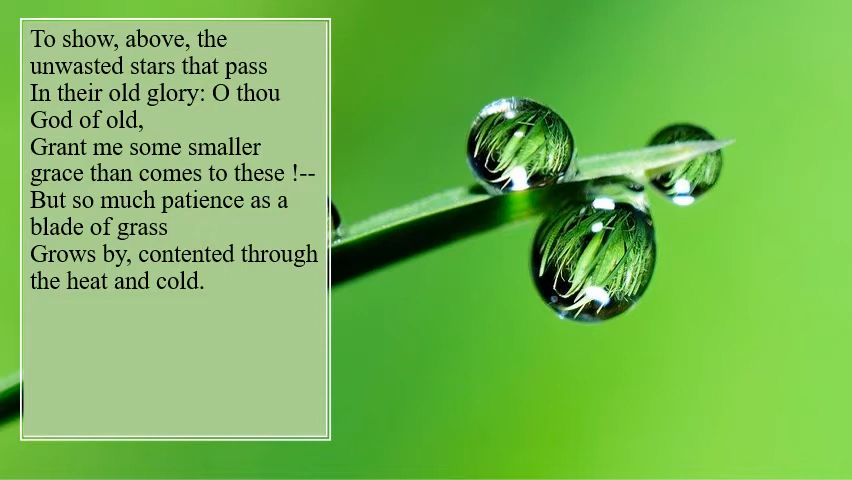 To show, above, the
unwasted stars that pass
In their old glory: O thou
God of old,
Grant me some smaller
grace than comes to these !--
But so much patience as a
blade of grass
Grows by, contented through
the heat and cold.